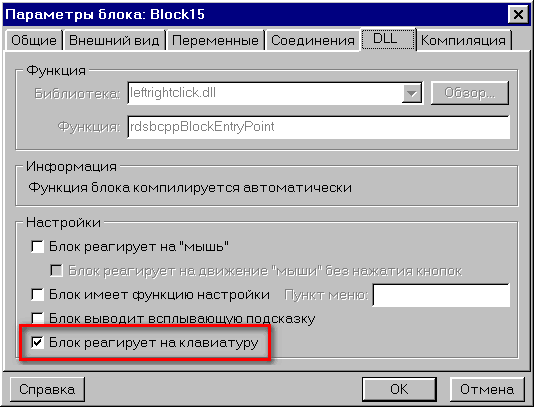 Параметры блока: Block15
Общие Внешний вид Переменные Соединения DLL Компиляция
Функция
Библиотека: leftrightclick.dll Обзор...
Функция: rdsbcppBlockEntryPoint
Информация
Функция блока компилируется автоматически
Настройки
Блок реагирует на "мышь"
Блок реагирует на движение "мыши" без нажатия кнопок
Блок имеет функцию настройки Пункт меню:
Блок выводит всплывающую подсказку
Блок реагирует на клавиатуру
Справка OK Отмена